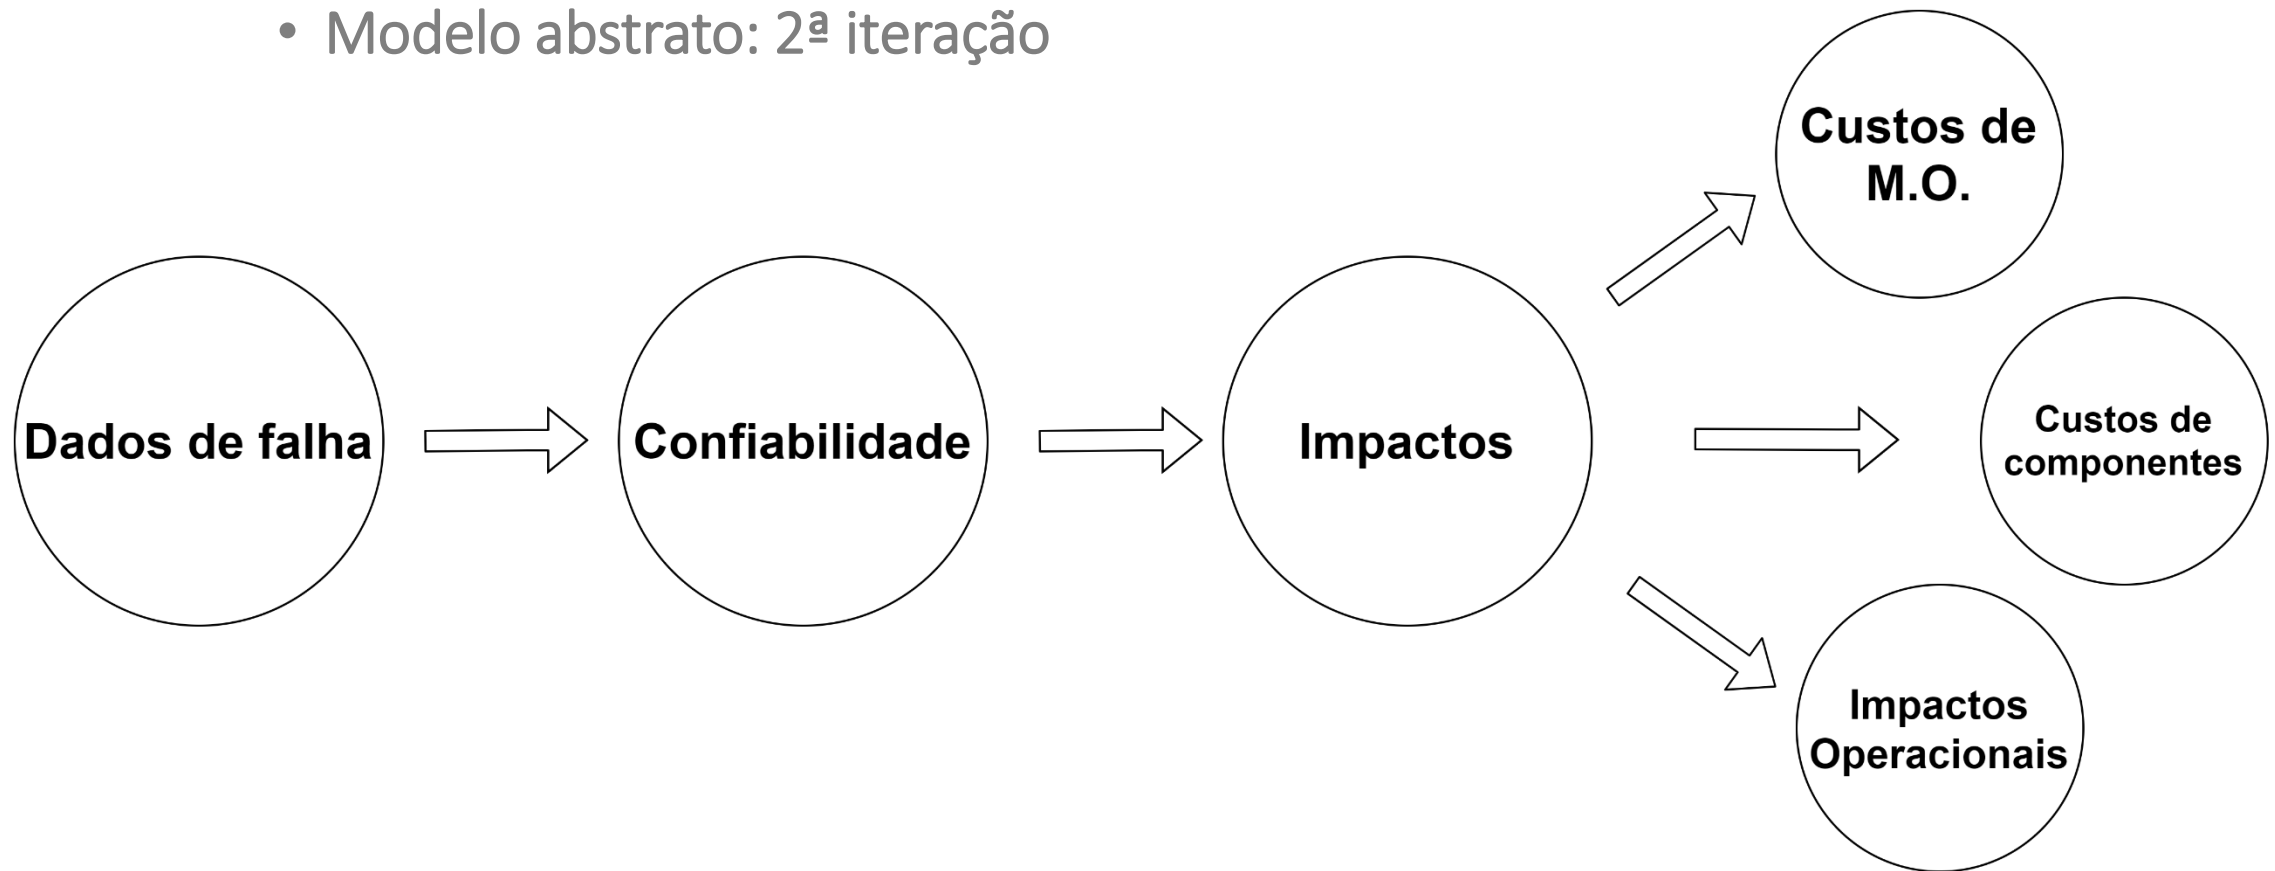 • Modelo abstrato: 2ª iteração
Custos de
M.O.
Dados de falha
Confiabilidade
Impactos
Custos de
componentes
Impactos
Operacionais